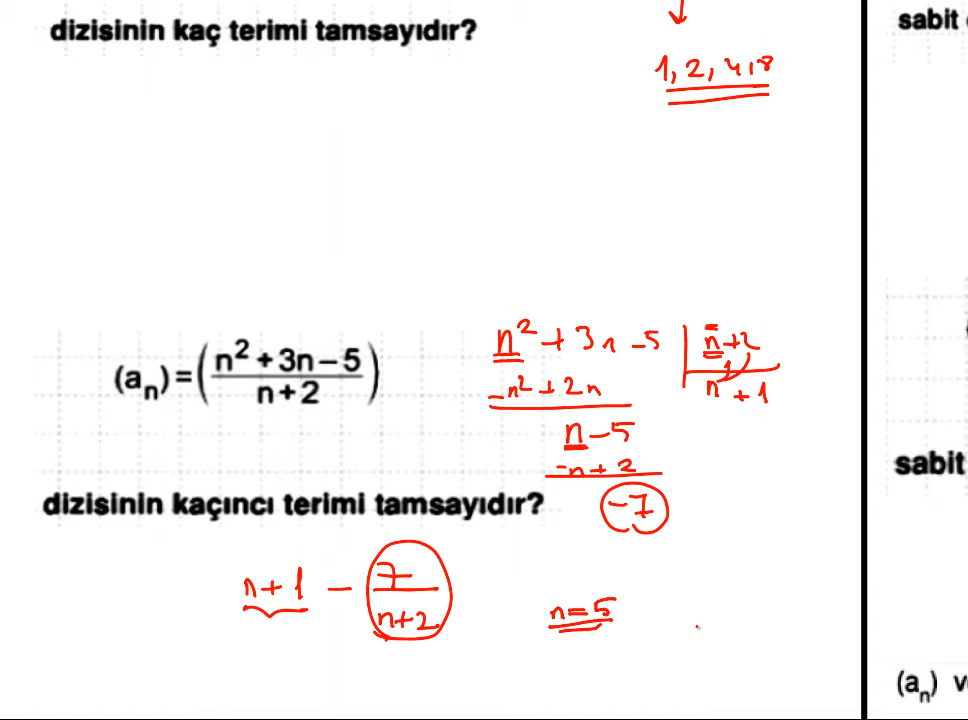 dizisinin kaç terimi tamsayıdır?
1, 2, 4, 8
sabit
(aₙ) = ( (n² + 3n − 5) / (n + 2) )
n² + 3n − 5 | n + 2
−n² + 2n
n + 1
n − 5
−n + 2
−7
dizisinin kaçıncı terimi tamsayıdır?
n + 1 − 7 / (n + 2)
n = 5
sabit
(aₙ) v